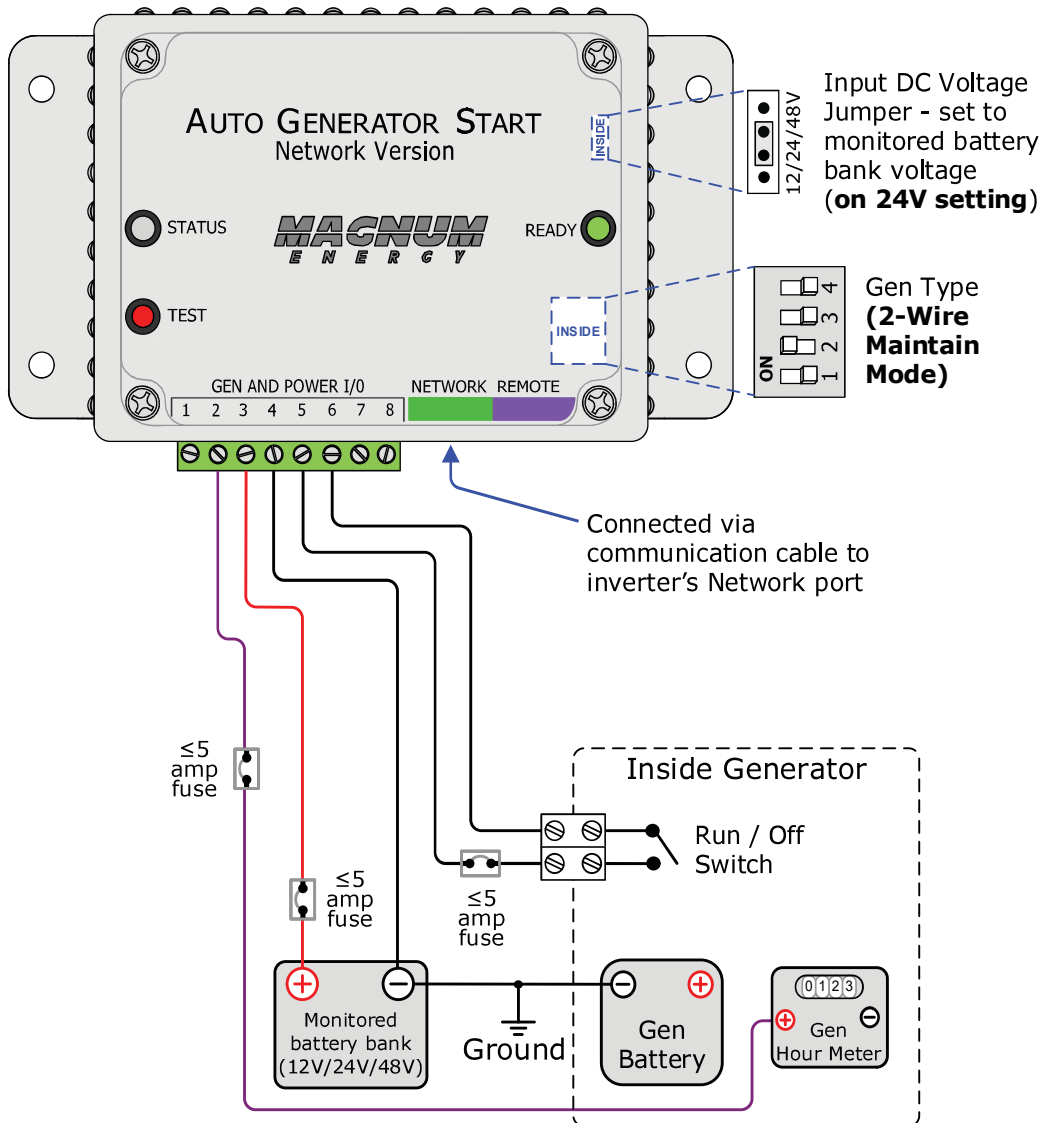 AUTO GENERATOR START
Network Version
INSIDE
12/24/48V
Input DC Voltage
Jumper - set to
monitored battery
bank voltage
(on 24V setting)
STATUS
MAGNUM
ENERGY
READY
TEST
INSIDE
4
3
2
1
ON
Gen Type
(2-Wire
Maintain
Mode)
GEN AND POWER I/0
NETWORK
REMOTE
1 2 3 4 5 6 7 8
Connected via
communication cable to
inverter's Network port
≤5
amp
fuse
≤5
amp
fuse
≤5
amp
fuse
Inside Generator
Run / Off
Switch
+
−
Monitored
battery bank
(12V/24V/48V)
Ground
−
+
Gen
Battery
0 1 2 3
+
−
Gen
Hour Meter